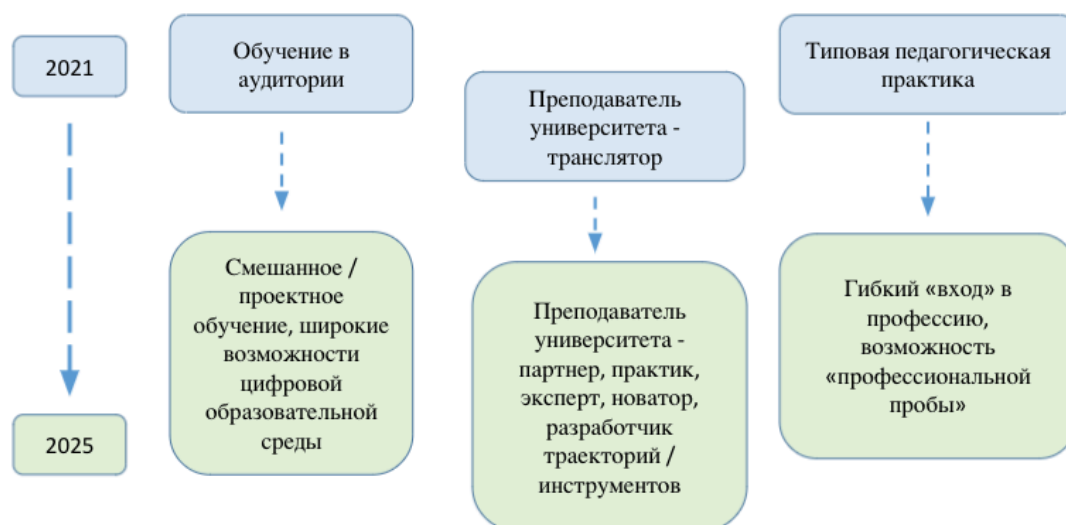 2021
Обучение в
аудитории
Преподаватель
университета -
транслятор
Типовая педагогическая
практика
2025
Смешанное /
проектное
обучение, широкие
возможности
цифровой
образовательной
среды
Преподаватель
университета -
партнер, практик,
эксперт, новатор,
разработчик
траекторий /
инструментов
Гибкий «вход» в
профессию,
возможность
«профессиональной
пробы»